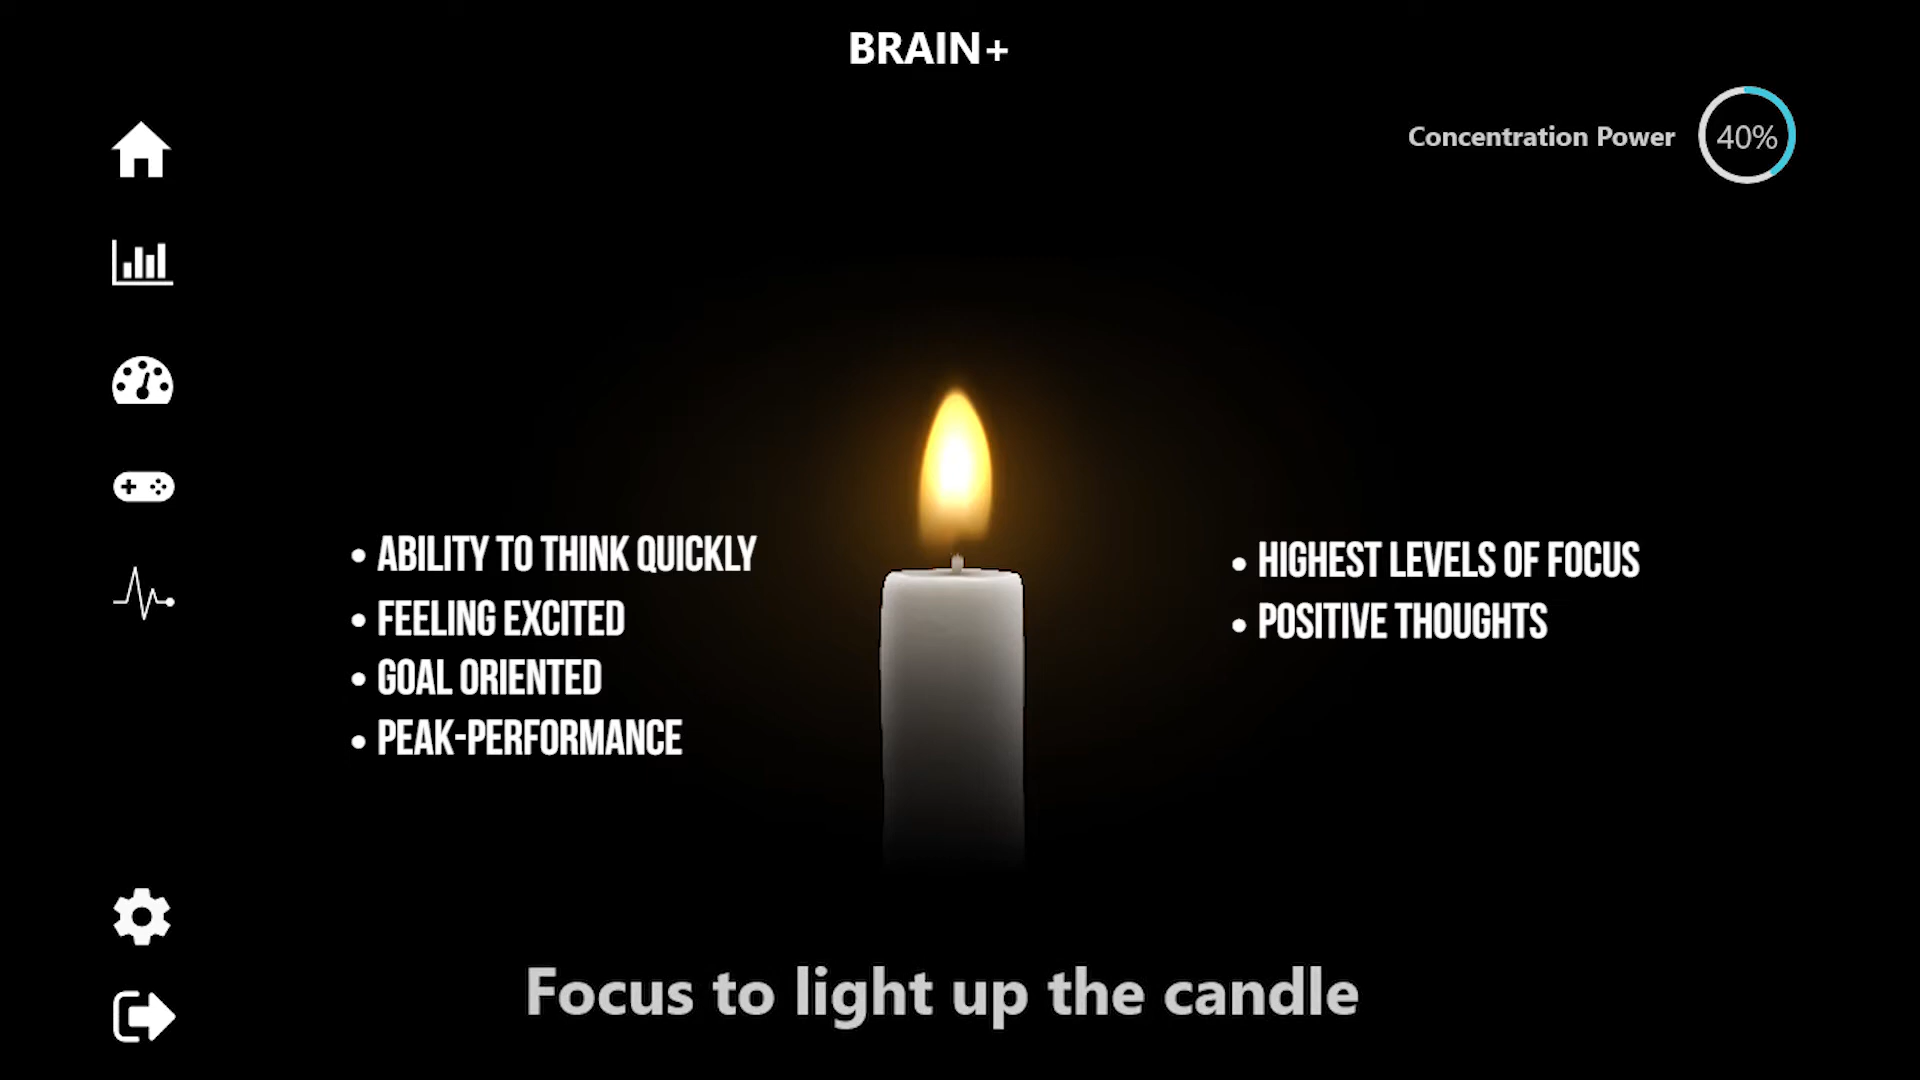 BRAIN+
Concentration Power
40%
• ABILITY TO THINK QUICKLY
• FEELING EXCITED
• GOAL ORIENTED
• PEAK-PERFORMANCE
• HIGHEST LEVELS OF FOCUS
• POSITIVE THOUGHTS
Focus to light up the candle